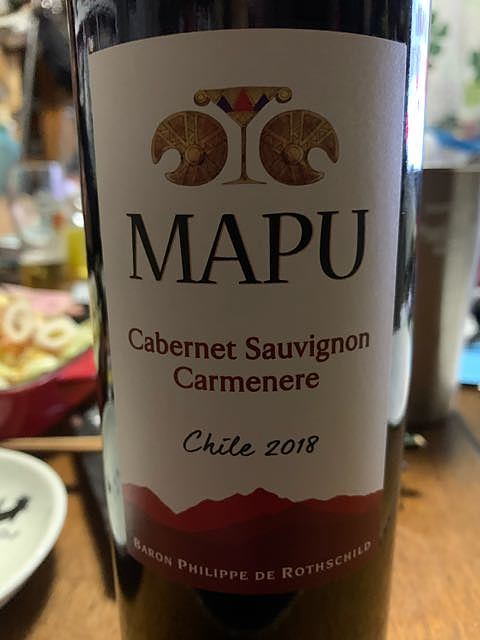 MAPU
Cabernet Sauvignon
Carmenere
Chile 2018
BARON PHILIPPE DE ROTHSCHILD